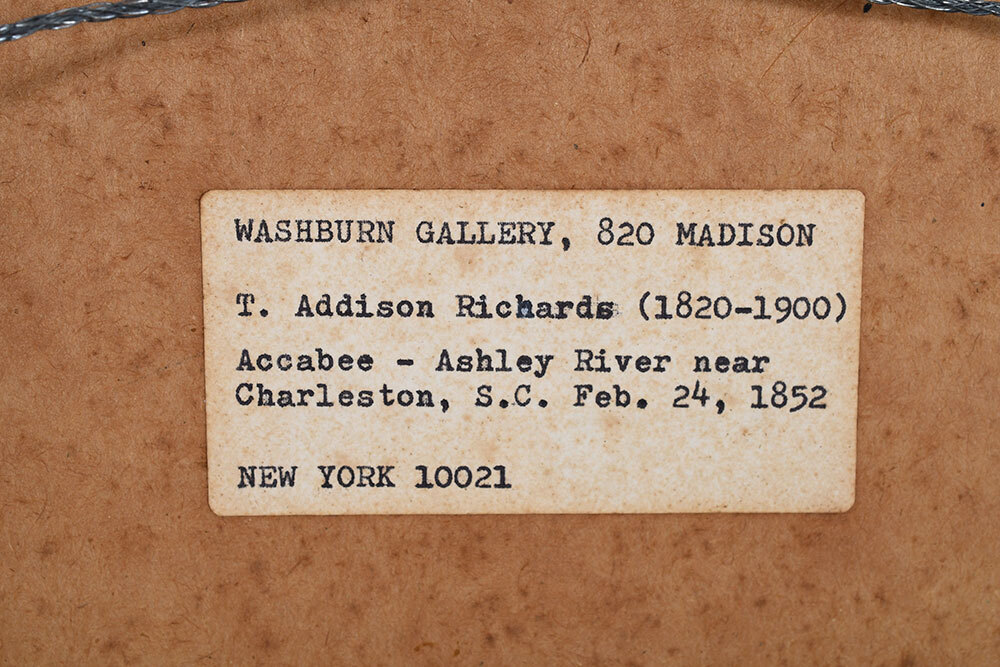 WASHBURN GALLERY, 820 MADISON
T. Addison Richards (1820-1900)
Accabee - Ashley River near
Charleston, S.C. Feb. 24, 1852
NEW YORK 10021